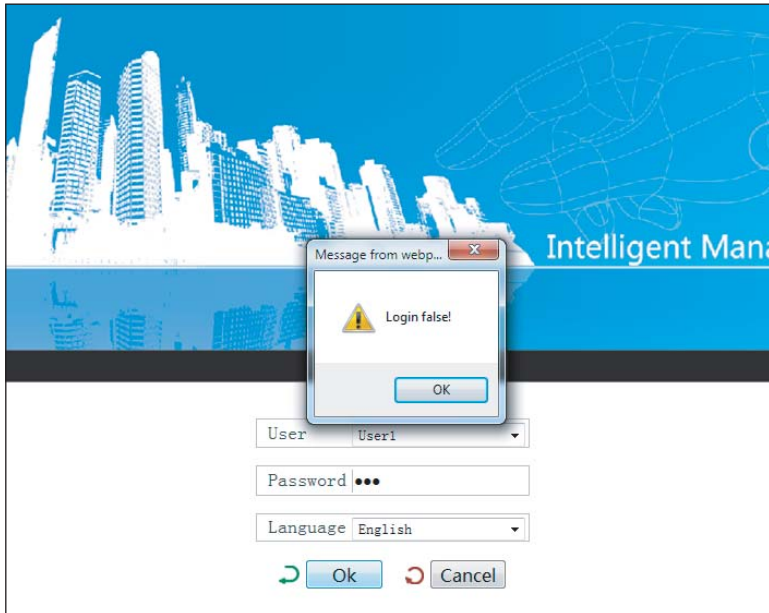 Intelligent Mana
Message from webp...
Login false!
OK
User User1
Password •••
Language English
Ok Cancel